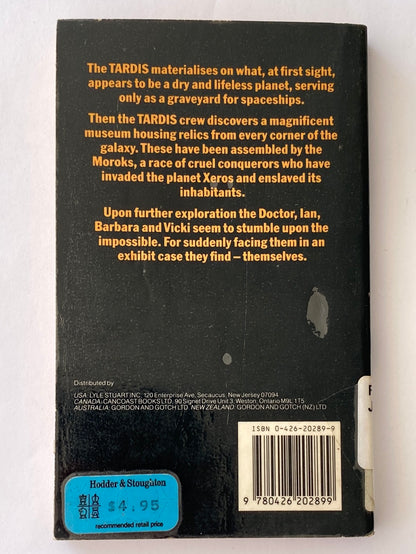 The TARDIS materialises on what, at first sight,
appears to be a dry and lifeless planet, serving
only as a graveyard for spaceships.
Then the TARDIS crew discovers a magnificent
museum housing relics from every corner of the
galaxy. These have been assembled by the
Moroks, a race of cruel conquerors who have
invaded the planet Xeros and enslaved its
inhabitants.
Upon further exploration the Doctor, Ian,
Barbara and Vicki seem to stumble upon the
impossible. For suddenly facing them in an
exhibit case they find – themselves.
Distributed by
USA: LYLE STUART INC, 120 Enterprise Ave, Secaucus, New Jersey 07094
CANADA: CANCOAST BOOKS LTD, 90 Signet Drive Unit 3, Weston, Ontario M9L 1T5
AUSTRALIA: GORDON AND GOTCH LTD NEW ZEALAND: GORDON AND GOTCH (NZ) LTD
ISBN 0-426-20289-9
9 780426 202899
Hodder & Stoughton
$4.95
recommended retail price